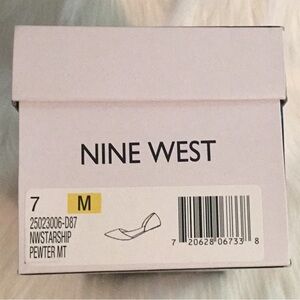 NINE WEST
7 M
25023006-D87
NWSTARSHIP
PEWTER MT
7 20628 06733 8